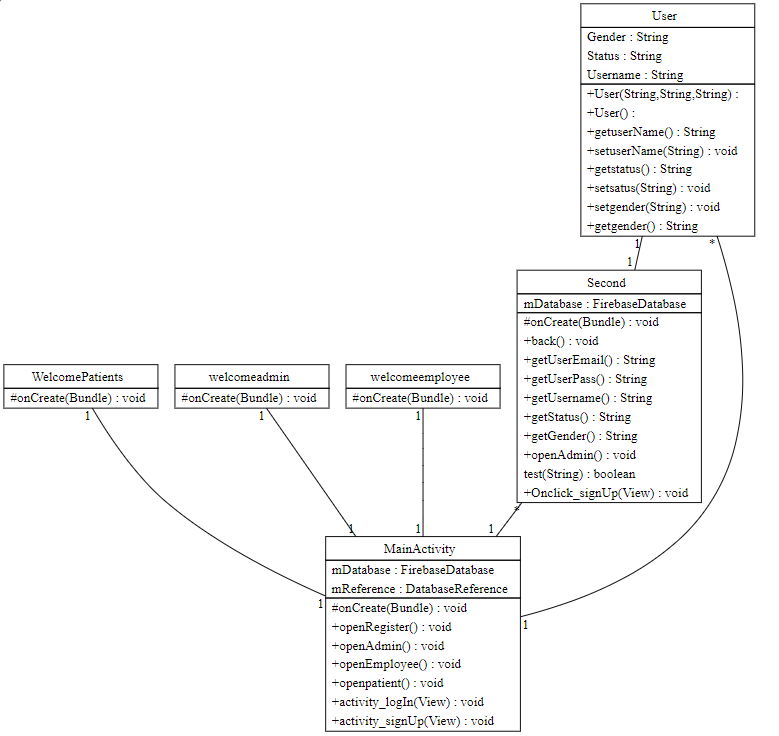 User
Gender : String
Status : String
Username : String
+User(String,String,String) :
+User() :
+getuserName() : String
+setuserName(String) : void
+getstatus() : String
+setsatus(String) : void
+setgender(String) : void
+getgender() : String
1
*
1
Second
mDatabase : FirebaseDatabase
#onCreate(Bundle) : void
+back() : void
+getUserEmail() : String
+getUserPass() : String
+getUsername() : String
+getStatus() : String
+getGender() : String
+openAdmin() : void
test(String) : boolean
+Onclick_signUp(View) : void
WelcomePatients
#onCreate(Bundle) : void
welcomeadmin
#onCreate(Bundle) : void
welcomeemployee
#onCreate(Bundle) : void
1
1
1
*
1
1
1
MainActivity
mDatabase : FirebaseDatabase
mReference : DatabaseReference
#onCreate(Bundle) : void
+openRegister() : void
+openAdmin() : void
+openEmployee() : void
+openpatient() : void
+activity_logIn(View) : void
+activity_signUp(View) : void
1
1